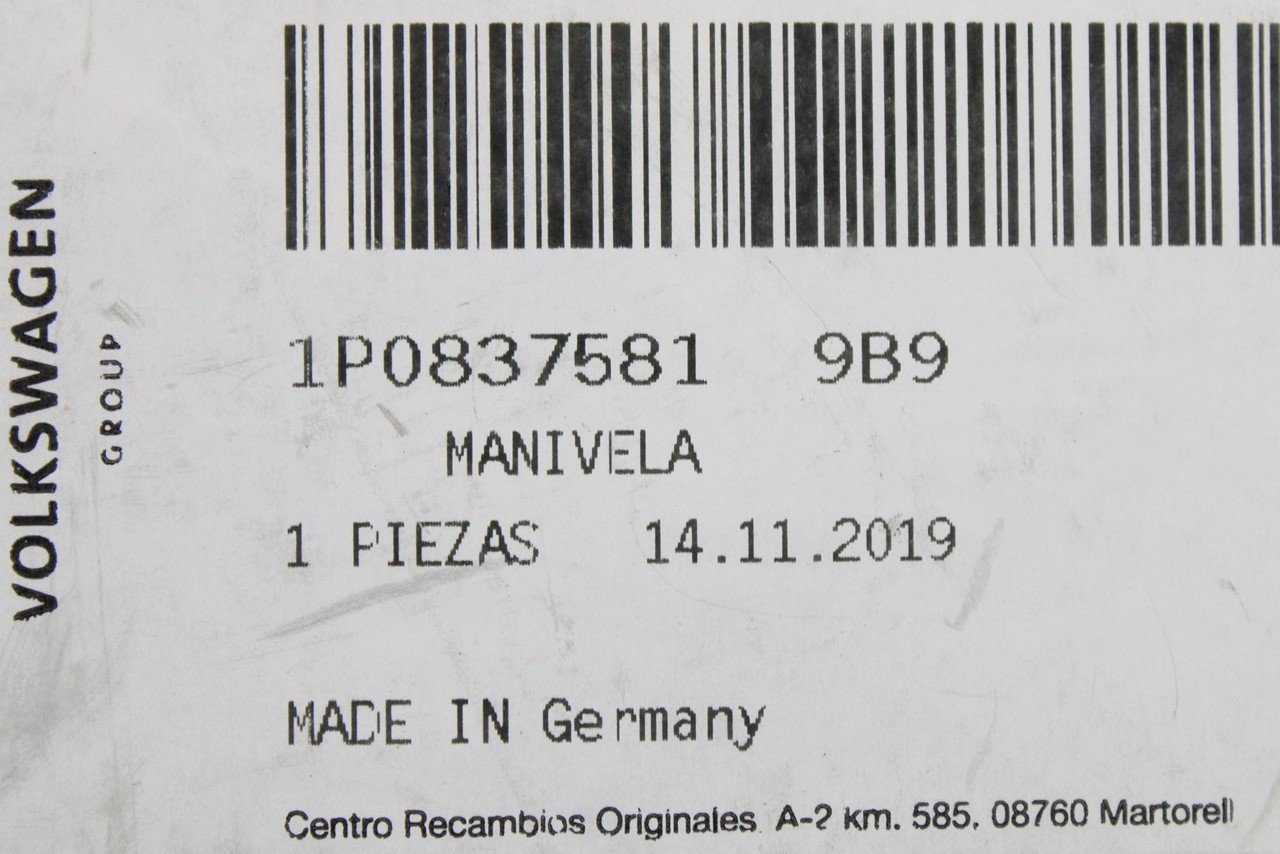 VOLKSWAGEN
GROUP
1P0837581 9B9
MANIVELA
1 PIEZAS 14.11.2019
MADE IN Germany
Centro Recambios Originales A-2 km. 585, 08760 Martorell